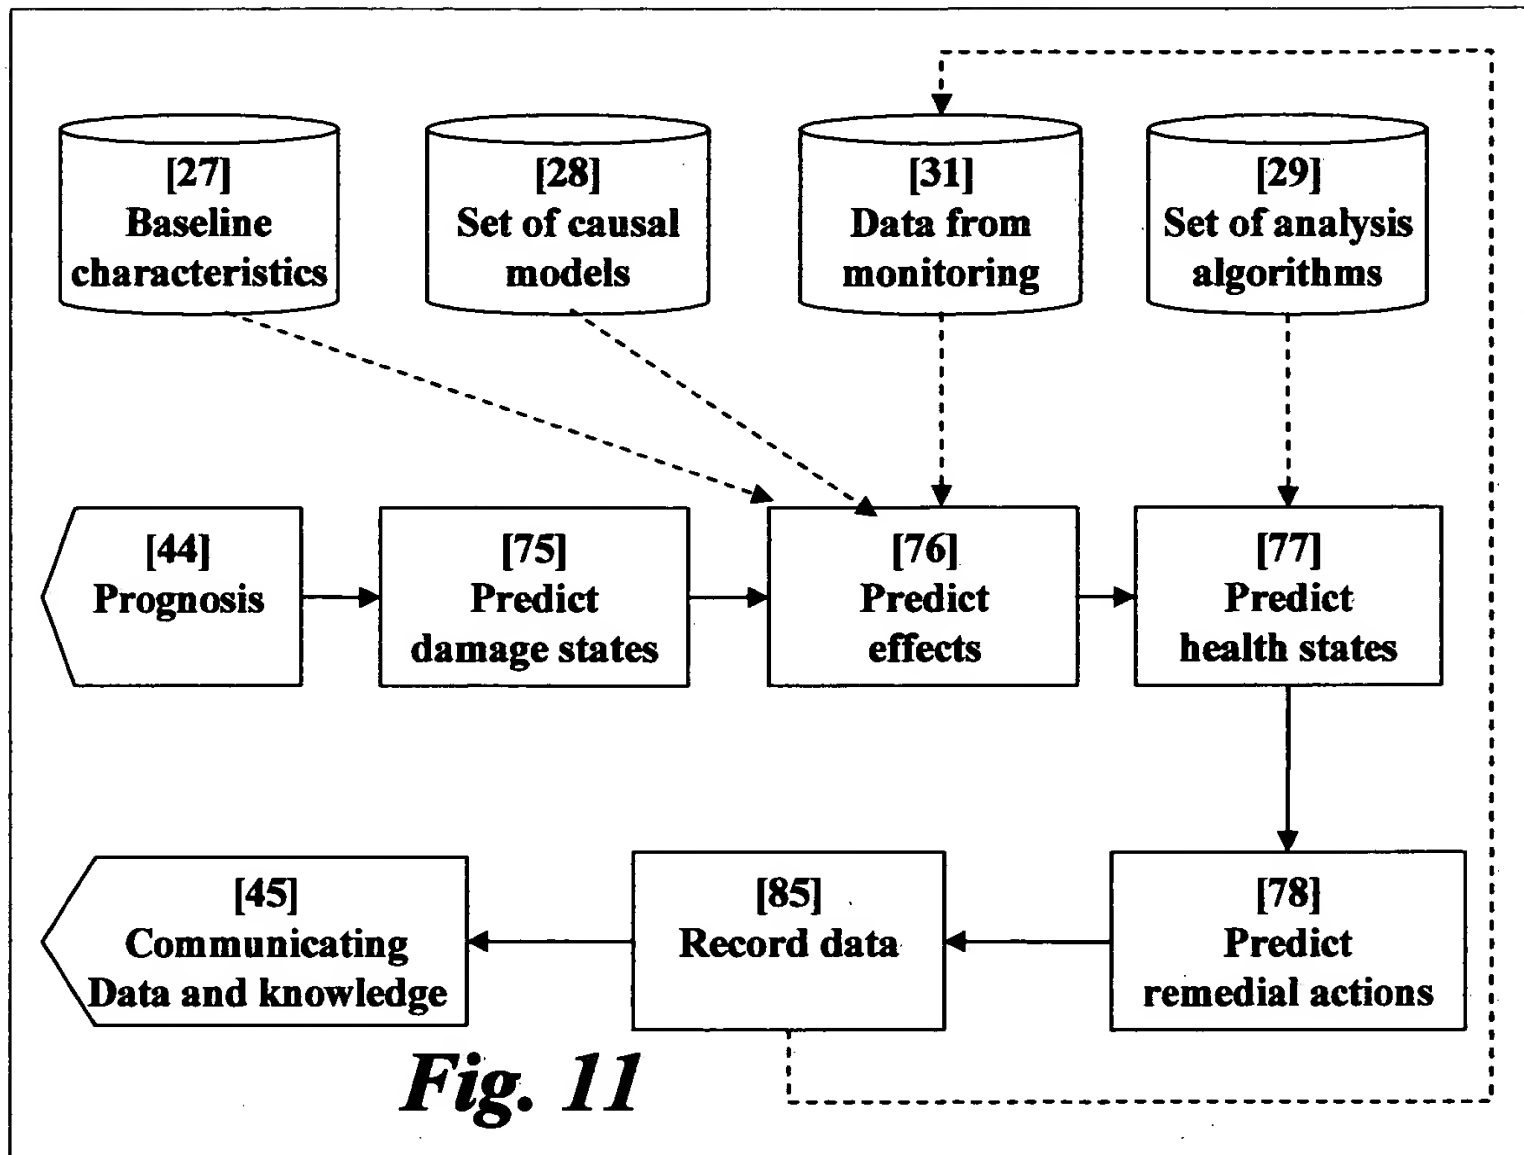 [27]
Baseline
characteristics
[28]
Set of causal
models
[31]
Data from
monitoring
[29]
Set of analysis
algorithms
[44]
Prognosis
[75]
Predict
damage states
[76]
Predict
effects
[77]
Predict
health states
[45]
Communicating
Data and knowledge
[85]
Record data
[78]
Predict
remedial actions
Fig. 11